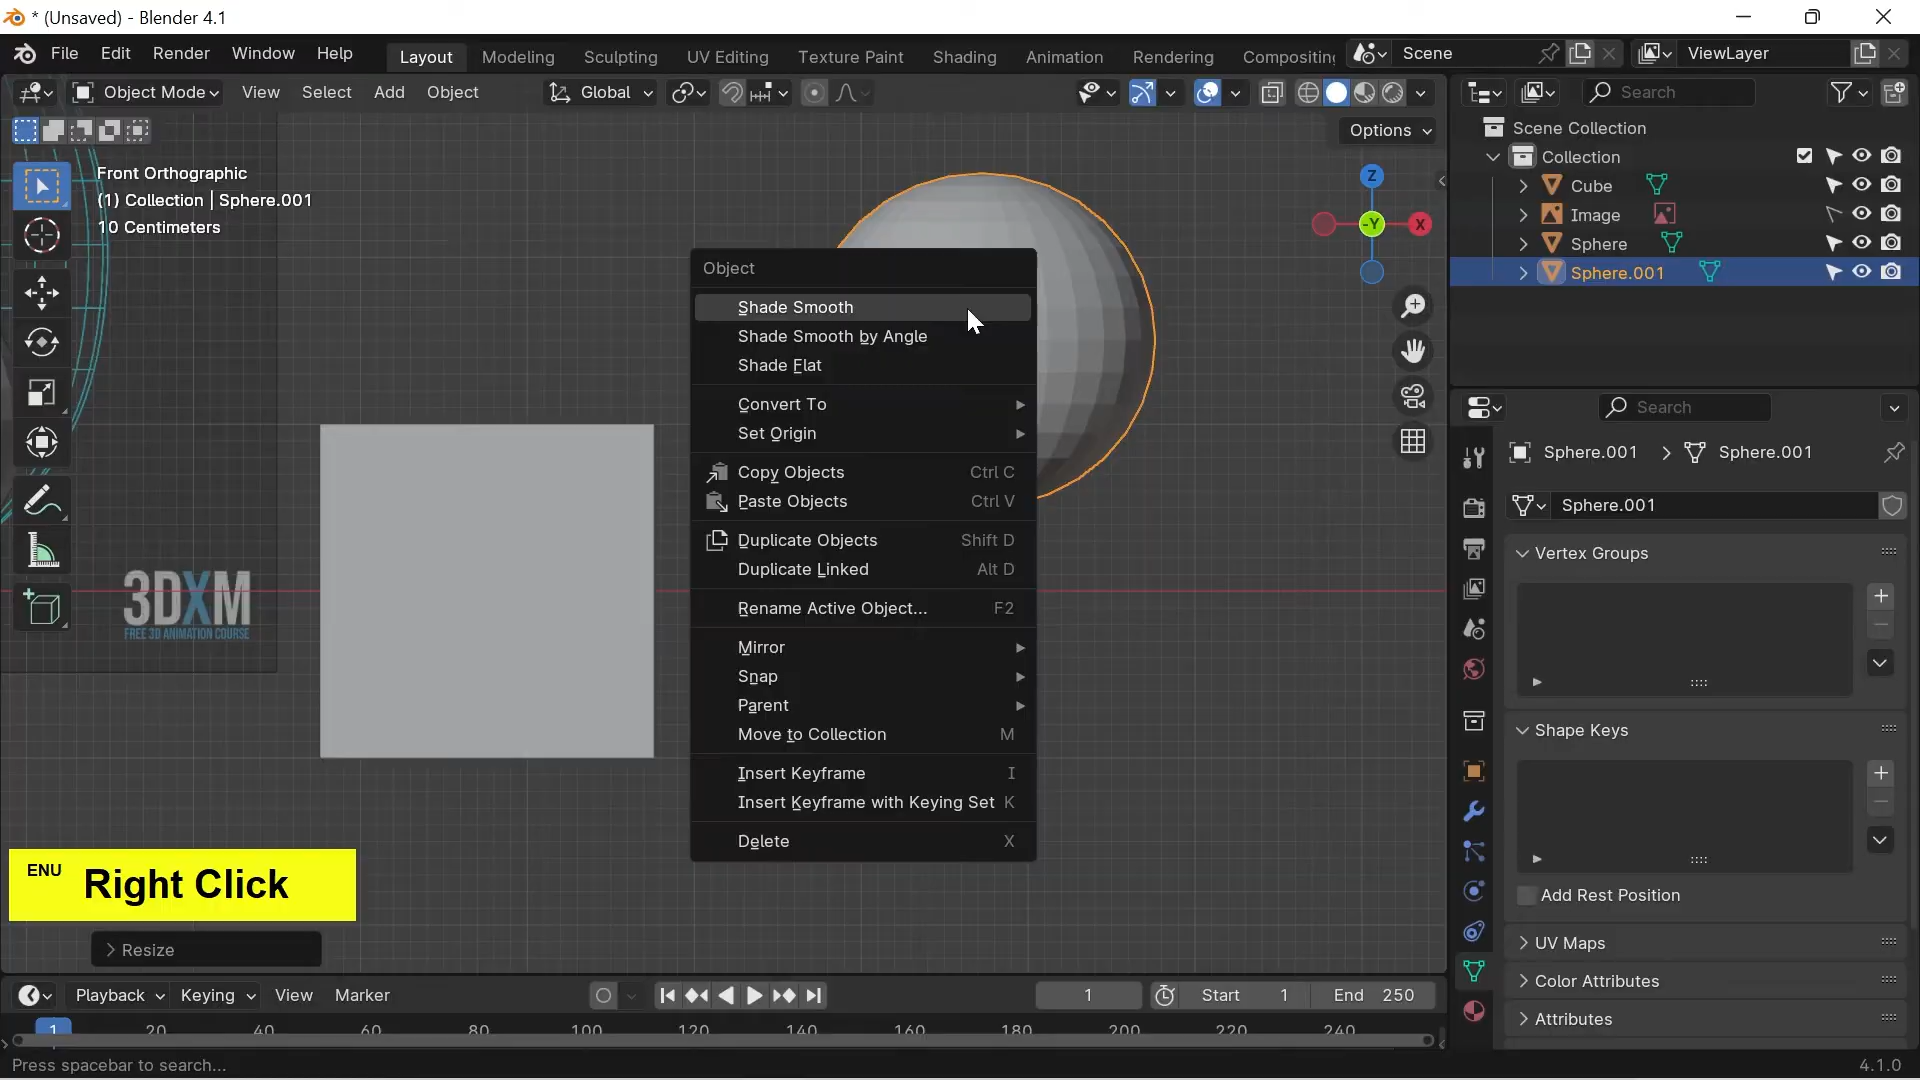 * (Unsaved) - Blender 4.1
File Edit Render Window Help Layout Modeling Sculpting UV Editing Texture Paint Shading Animation Rendering Compositing Scene ViewLayer
Object Mode View Select Add Object Global Search
Options
Front Orthographic
(1) Collection | Sphere.001
10 Centimeters
Z
-Y
X
Scene Collection
Collection
Cube
Image
Sphere
Sphere.001
Object
Shade Smooth
Shade Smooth by Angle
Shade Flat
Convert To
Set Origin
Copy Objects Ctrl C
Paste Objects Ctrl V
Duplicate Objects Shift D
Duplicate Linked Alt D
Rename Active Object... F2
Mirror
Snap
Parent
Move to Collection M
Insert Keyframe I
Insert Keyframe with Keying Set K
Delete X
3DXM
FREE 3D ANIMATION COURSE
ENU Right Click
Resize
Search
Sphere.001 Sphere.001
Sphere.001
Vertex Groups
Shape Keys
Add Rest Position
UV Maps
Color Attributes
Attributes
Playback Keying View Marker 1 Start 1 End 250
1 20 40 60 80 100 120 140 160 180 200 220 240
Press spacebar to search...
4.1.0